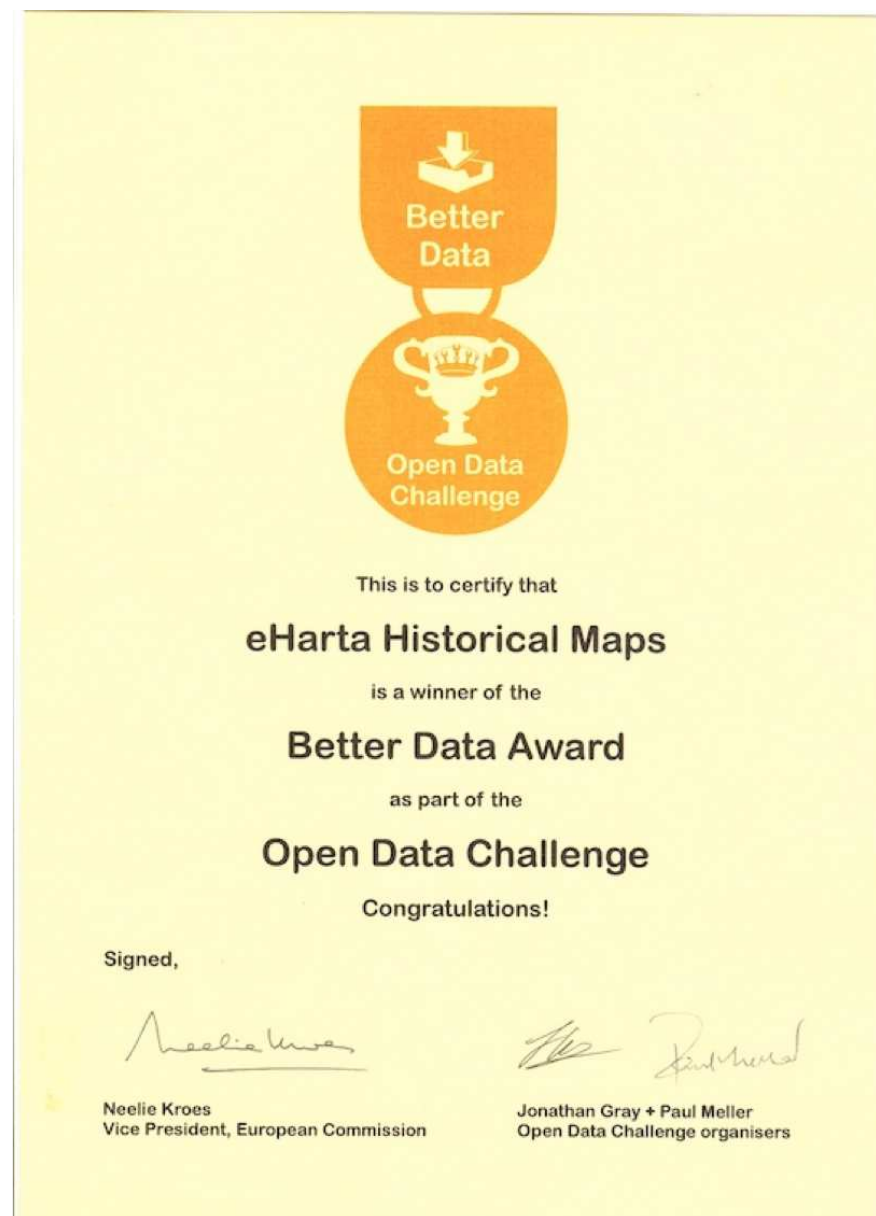 Better
Data
Open Data
Challenge
This is to certify that
eHarta Historical Maps
is a winner of the
Better Data Award
as part of the
Open Data Challenge
Congratulations!
Signed,
Neelie Kroes
Neelie Kroes
Vice President, European Commission
Jonathan Gray + Paul Meller
Open Data Challenge organisers